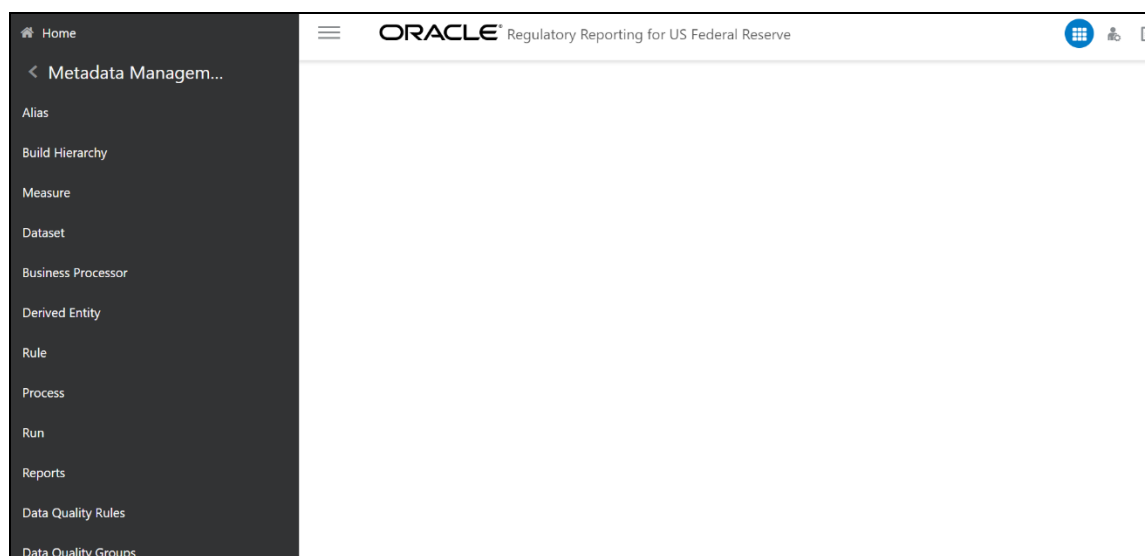 Home
ORACLE® Regulatory Reporting for US Federal Reserve
Metadata Managem...
Alias
Build Hierarchy
Measure
Dataset
Business Processor
Derived Entity
Rule
Process
Run
Reports
Data Quality Rules
Data Quality Groups